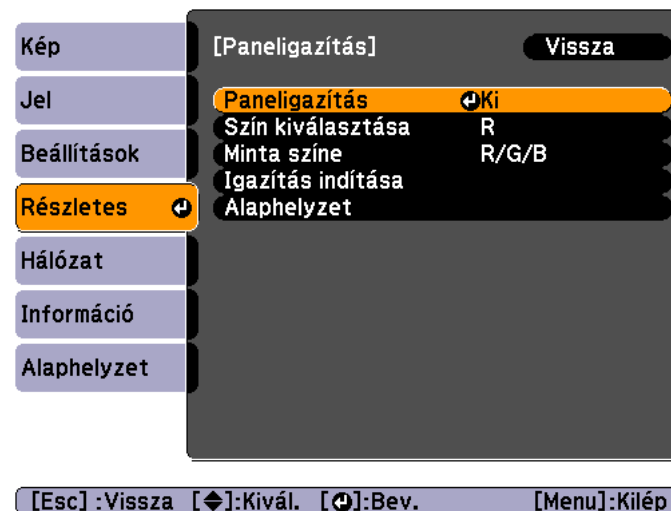 Kép
Jel
Beállítások
Részletes
Hálózat
Információ
Alaphelyzet
[Paneligazítás] Vissza
Paneligazítás Ki
Szín kiválasztása R
Minta színe R/G/B
Igazítás indítása
Alaphelyzet
[Esc] :Vissza [◆]:Kivál. [↵]:Bev. [Menu]:Kilép